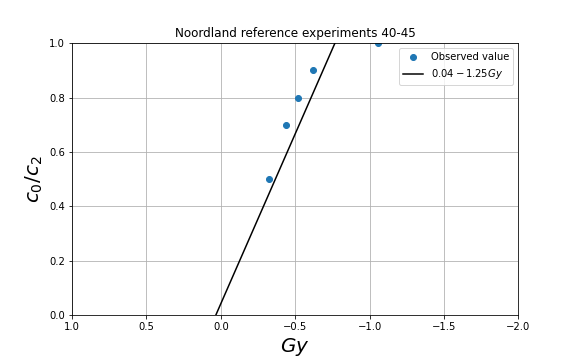 Noordland reference experiments 40-45
Observed value
0.04 − 1.25Gy
1.0
0.8
0.6
0.4
0.2
0.0
c0/c2
1.0 0.5 0.0 −0.5 −1.0 −1.5 −2.0
Gy